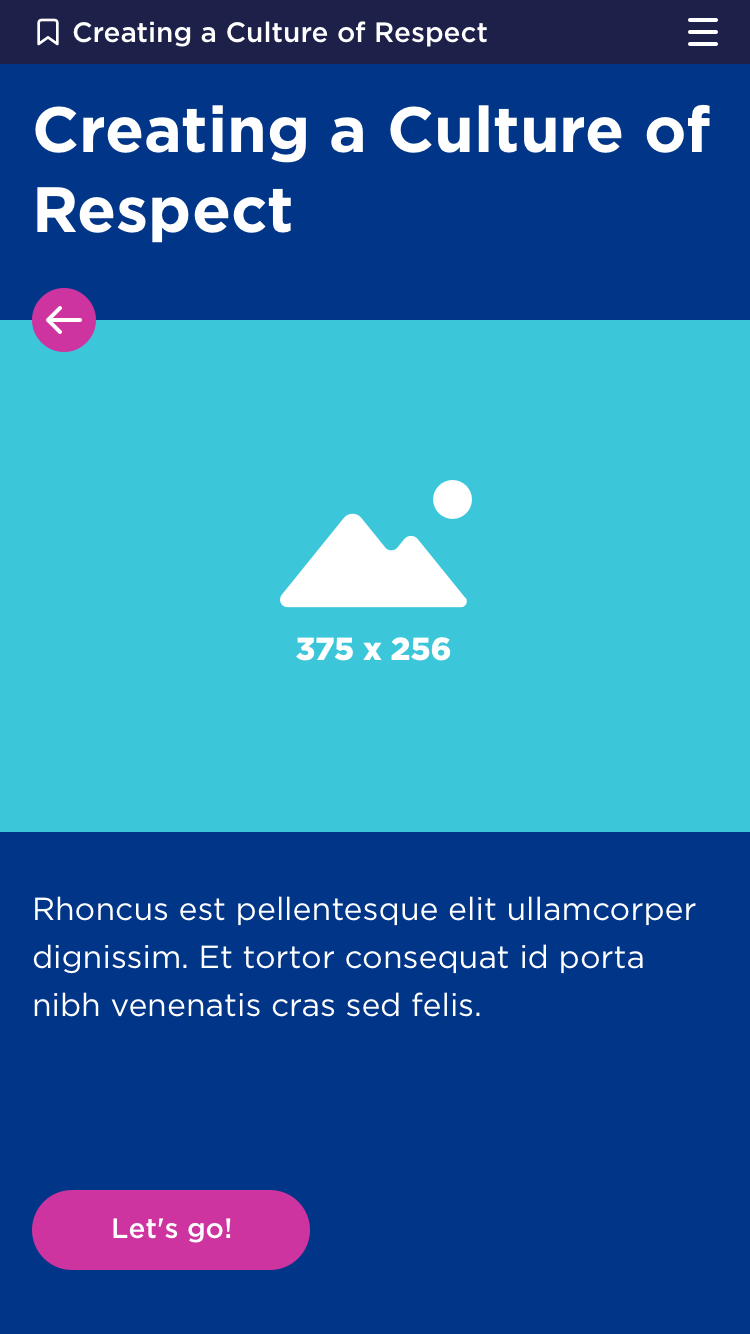 Creating a Culture of Respect
Creating a Culture of
Respect
375 x 256
Rhoncus est pellentesque elit ullamcorper
dignissim. Et tortor consequat id porta
nibh venenatis cras sed felis.
Let's go!